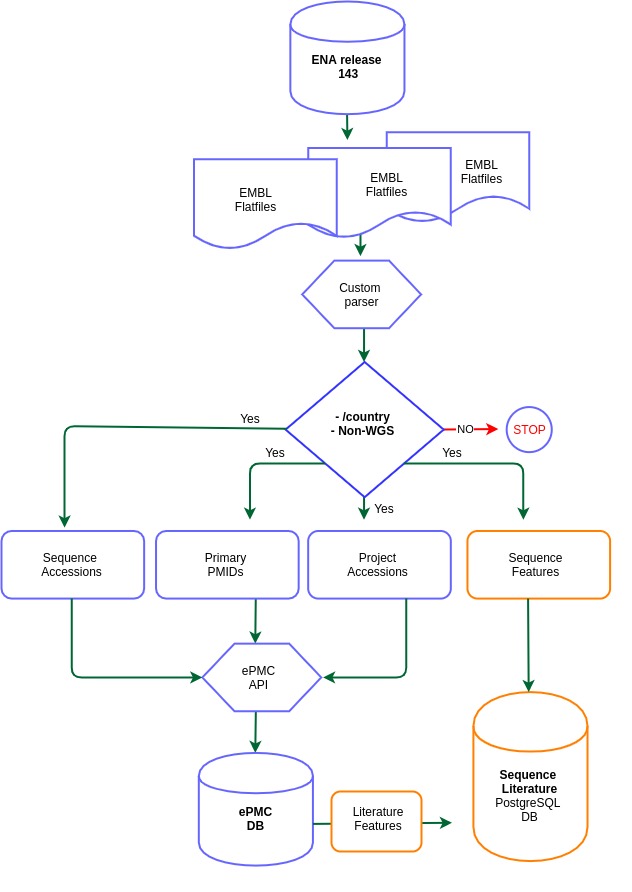 ENA release
143
EMBL
Flatfiles
EMBL
Flatfiles
EMBL
Flatfiles
Custom
parser
- /country
- Non-WGS
NO
STOP
Yes
Yes
Yes
Yes
Sequence
Accessions
Primary
PMIDs
Project
Accessions
Sequence
Features
ePMC
API
ePMC
DB
Literature
Features
Sequence
Literature
PostgreSQL
DB